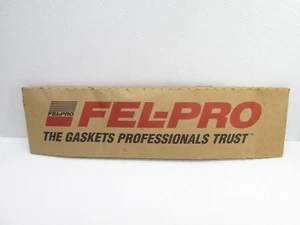 FEL-PRO FEL-PRO
THE GASKETS PROFESSIONALS TRUST™